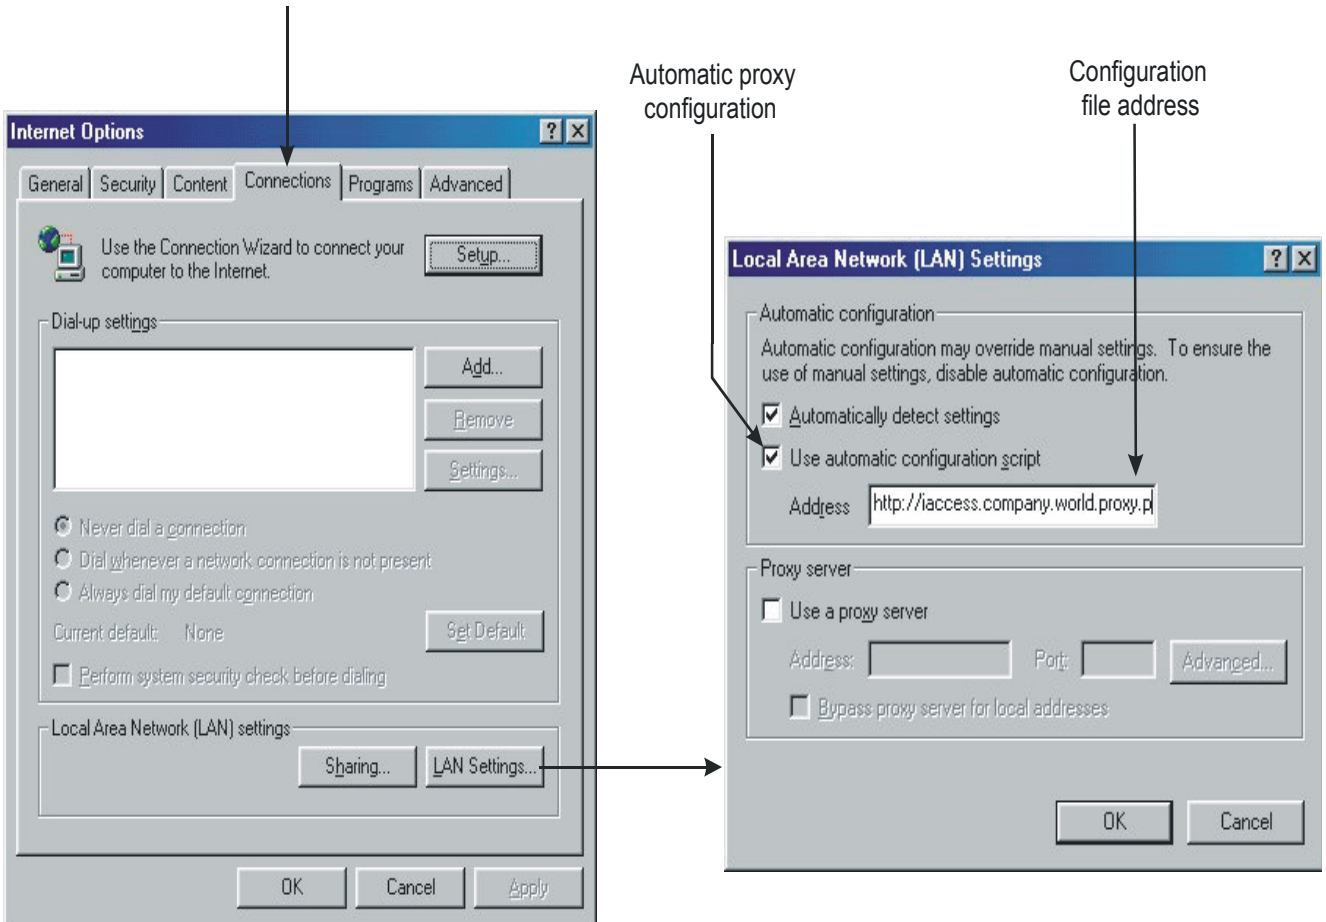 Automatic proxy
configuration
Configuration
file address
Internet Options
General Security Content Connections Programs Advanced
Use the Connection Wizard to connect your
computer to the Internet.
Setup...
Dial-up settings
Add...
Remove
Settings...
Never dial a connection
Dial whenever a network connection is not present
Always dial my default connection
Current default: None
Set Default
Perform system security check before dialing
Local Area Network (LAN) settings
Sharing... LAN Settings...
OK Cancel Apply
Local Area Network (LAN) Settings
Automatic configuration
Automatic configuration may override manual settings. To ensure the
use of manual settings, disable automatic configuration.
Automatically detect settings
Use automatic configuration script
Address http://iaccess.company.world.proxy.p
Proxy server
Use a proxy server
Address: Port: Advanced...
Bypass proxy server for local addresses
OK Cancel